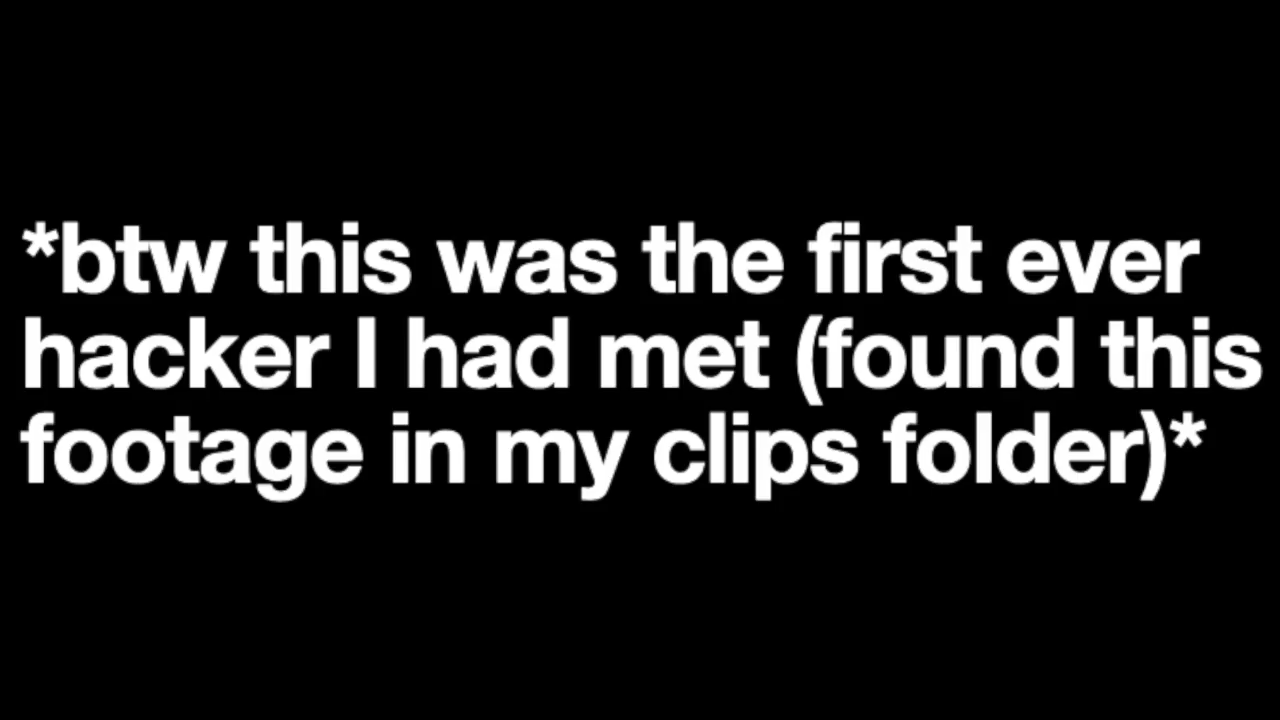 *btw this was the first ever
hacker I had met (found this
footage in my clips folder)*